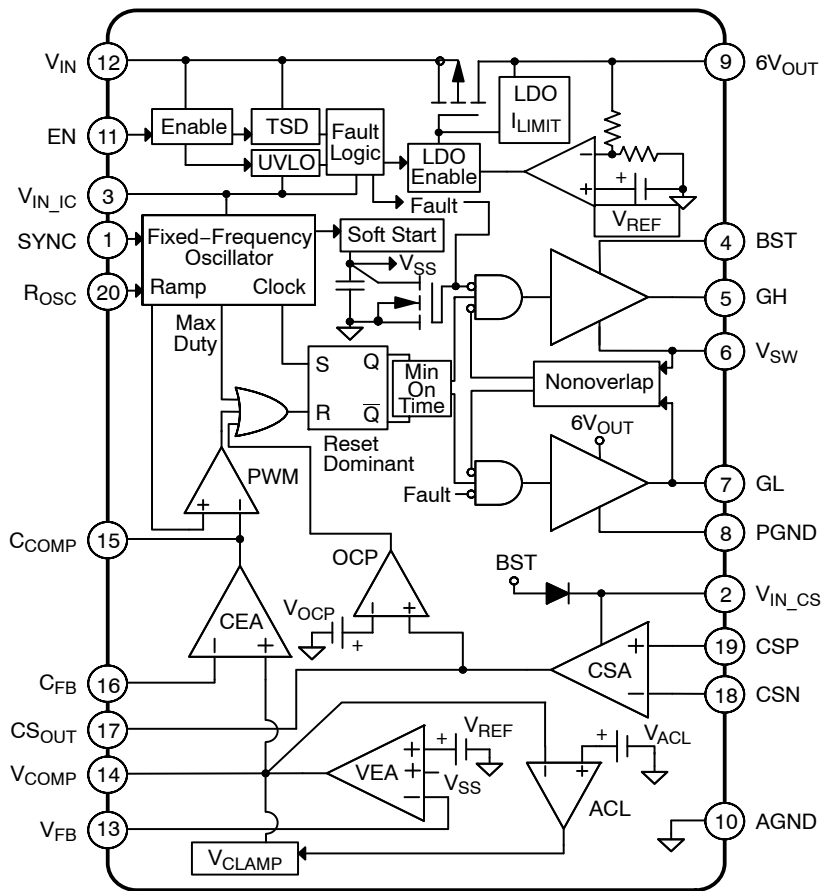 V_IN 12
9 6V_OUT
LDO
I_LIMIT
EN 11
Enable
TSD
Fault
Logic
UVLO
LDO
Enable
−
+
+
V_IN_IC 3
Fault
V_REF
SYNC 1
Fixed−Frequency
Oscillator
Soft Start
4 BST
V_SS
R_OSC 20
Ramp
Clock
5 GH
Max
Duty
6 V_SW
S
Q
R
Q
Min
On
Time
Nonoverlap
Reset
Dominant
6V_OUT
PWM
+
−
Fault
7 GL
C_COMP 15
8 PGND
OCP
BST
V_OCP
−
+
+
2 V_IN_CS
CEA
−
+
CSA
+
−
19 CSP
C_FB 16
18 CSN
CS_OUT 17
V_REF
+
V_ACL
+
V_COMP 14
VEA
+
+
−
V_SS
−
+
ACL
V_FB 13
10 AGND
V_CLAMP